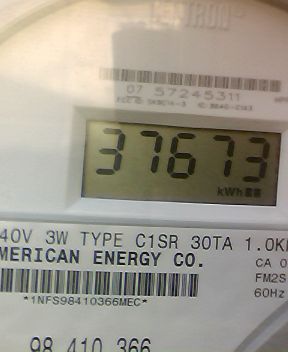 07 57245311
37673
kWh
40V 3W TYPE C1SR 30TA 1.0K
MERICAN ENERGY CO.
CA 0
FM2S
60Hz
*1NFS98410366MEC*
98 410 366